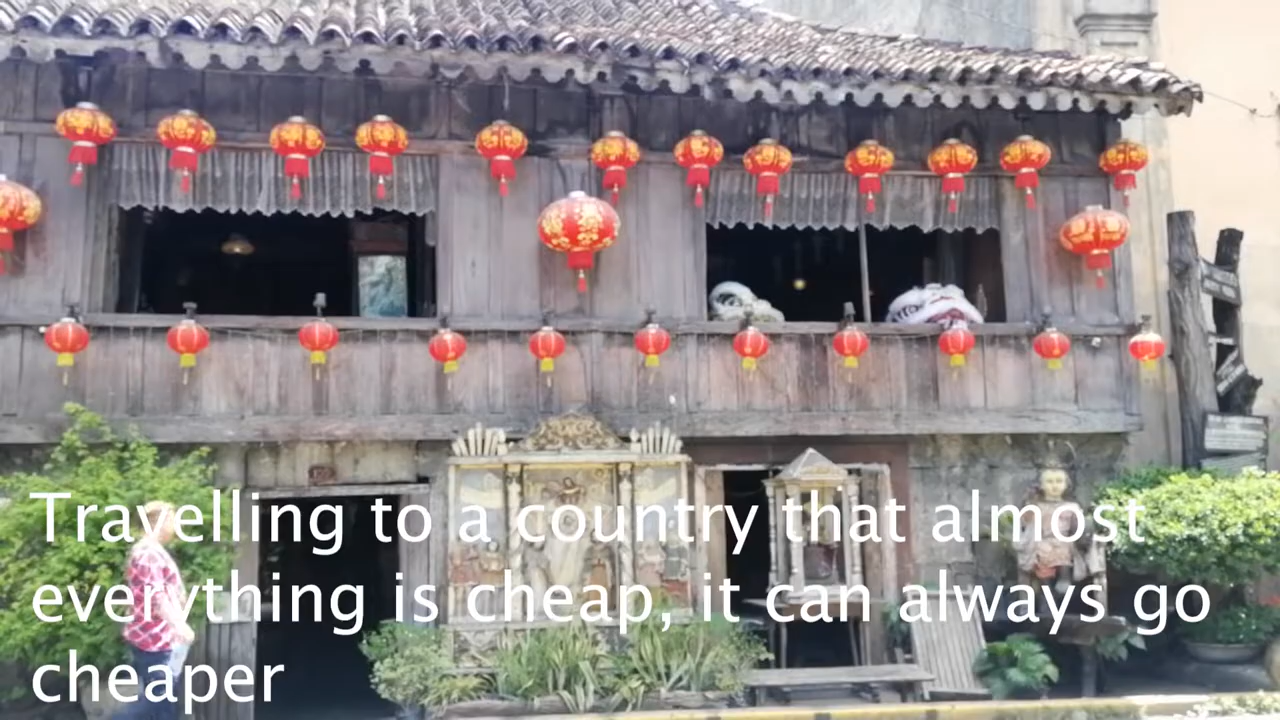 Travelling to a country that almost
everything is cheap, it can always go
cheaper